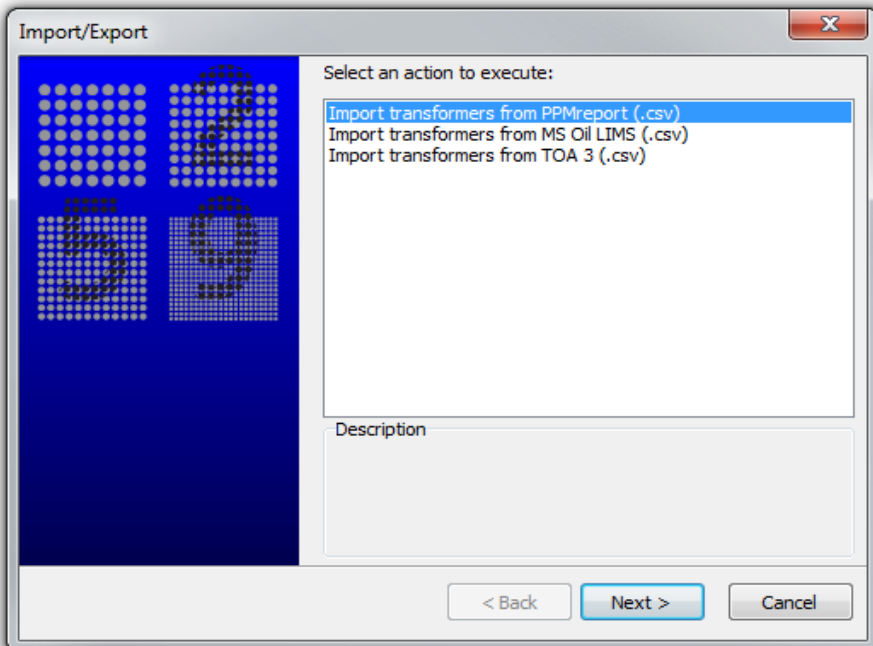 Import/Export
Select an action to execute:
Import transformers from PPMreport (.csv)
Import transformers from MS Oil LIMS (.csv)
Import transformers from TOA 3 (.csv)
Description
< Back
Next >
Cancel